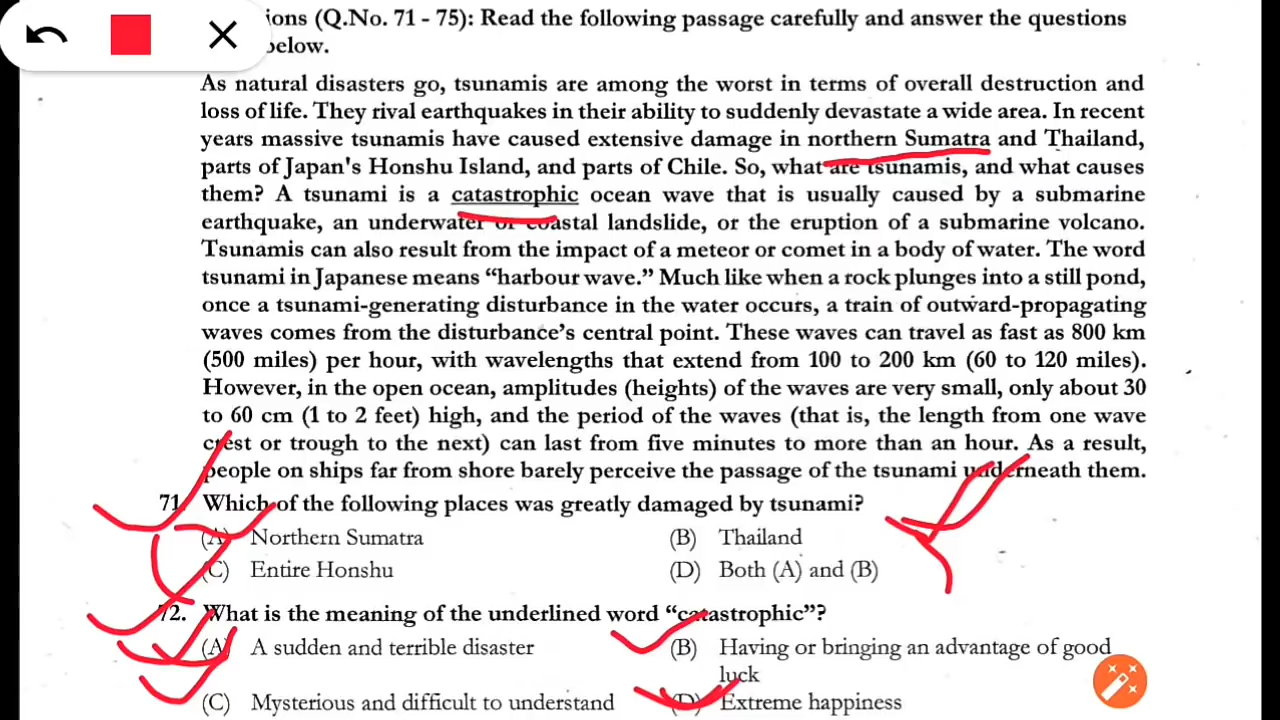 ions (Q.No. 71 - 75): Read the following passage carefully and answer the questions
below.
As natural disasters go, tsunamis are among the worst in terms of overall destruction and
loss of life. They rival earthquakes in their ability to suddenly devastate a wide area. In recent
years massive tsunamis have caused extensive damage in northern Sumatra and Thailand,
parts of Japan's Honshu Island, and parts of Chile. So, what are tsunamis, and what causes
them? A tsunami is a catastrophic ocean wave that is usually caused by a submarine
earthquake, an underwater or coastal landslide, or the eruption of a submarine volcano.
Tsunamis can also result from the impact of a meteor or comet in a body of water. The word
tsunami in Japanese means “harbour wave.” Much like when a rock plunges into a still pond,
once a tsunami-generating disturbance in the water occurs, a train of outward-propagating
waves comes from the disturbance’s central point. These waves can travel as fast as 800 km
(500 miles) per hour, with wavelengths that extend from 100 to 200 km (60 to 120 miles).
However, in the open ocean, amplitudes (heights) of the waves are very small, only about 30
to 60 cm (1 to 2 feet) high, and the period of the waves (that is, the length from one wave
crest or trough to the next) can last from five minutes to more than an hour. As a result,
people on ships far from shore barely perceive the passage of the tsunami underneath them.
71. Which of the following places was greatly damaged by tsunami?
(A) Northern Sumatra (B) Thailand
(C) Entire Honshu (D) Both (A) and (B)
72. What is the meaning of the underlined word “catastrophic”?
(A) A sudden and terrible disaster (B) Having or bringing an advantage of good
luck
(C) Mysterious and difficult to understand (D) Extreme happiness